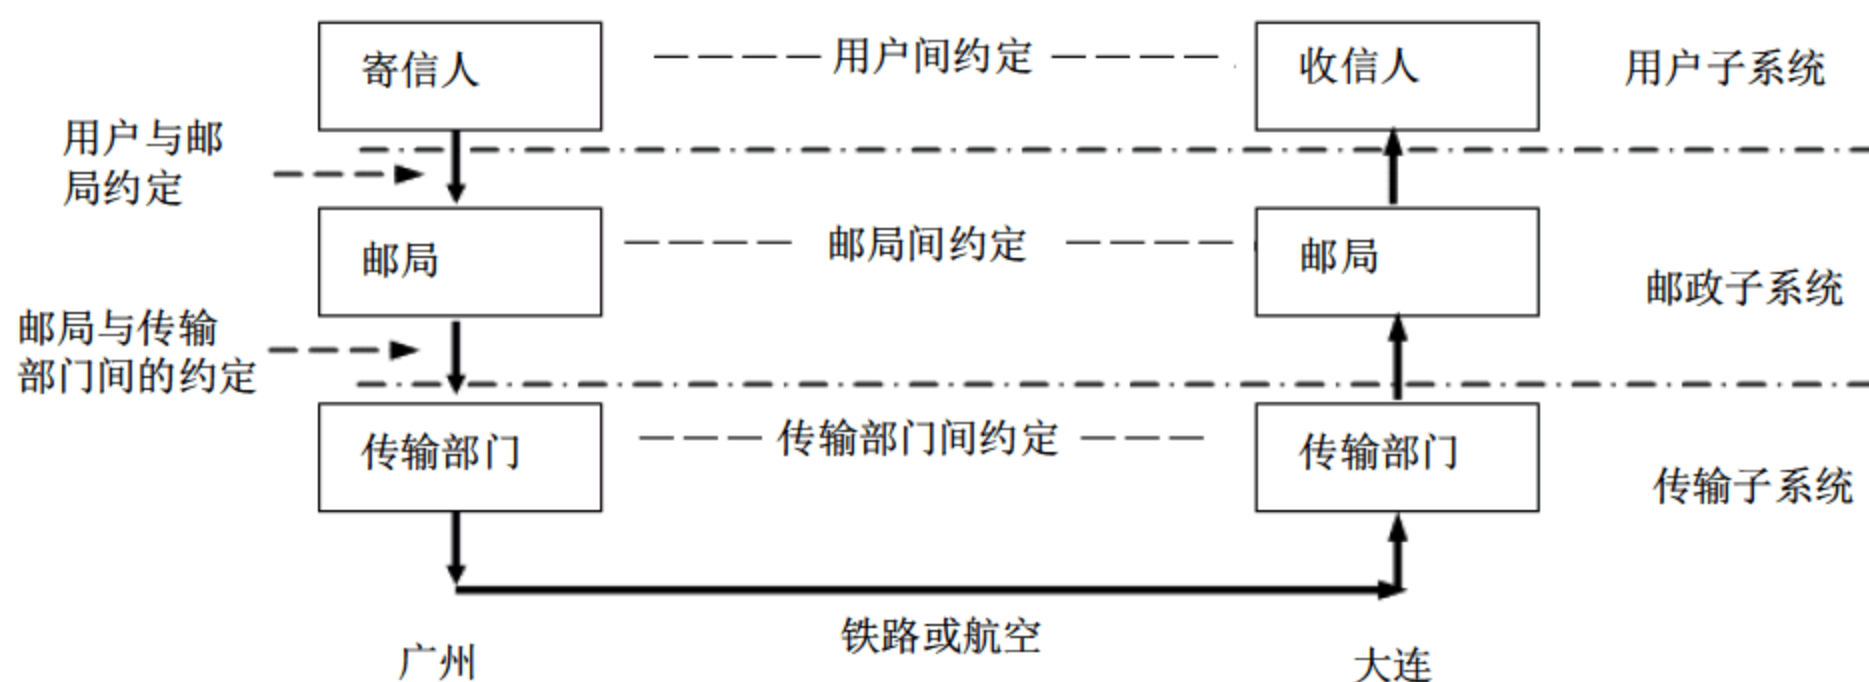 寄信人
用户间约定
收信人
用户子系统
用户与邮
局约定
邮局
邮局间约定
邮局
邮政子系统
邮局与传输
部门间的约定
传输部门
传输部门间约定
传输部门
传输子系统
铁路或航空
广州
大连